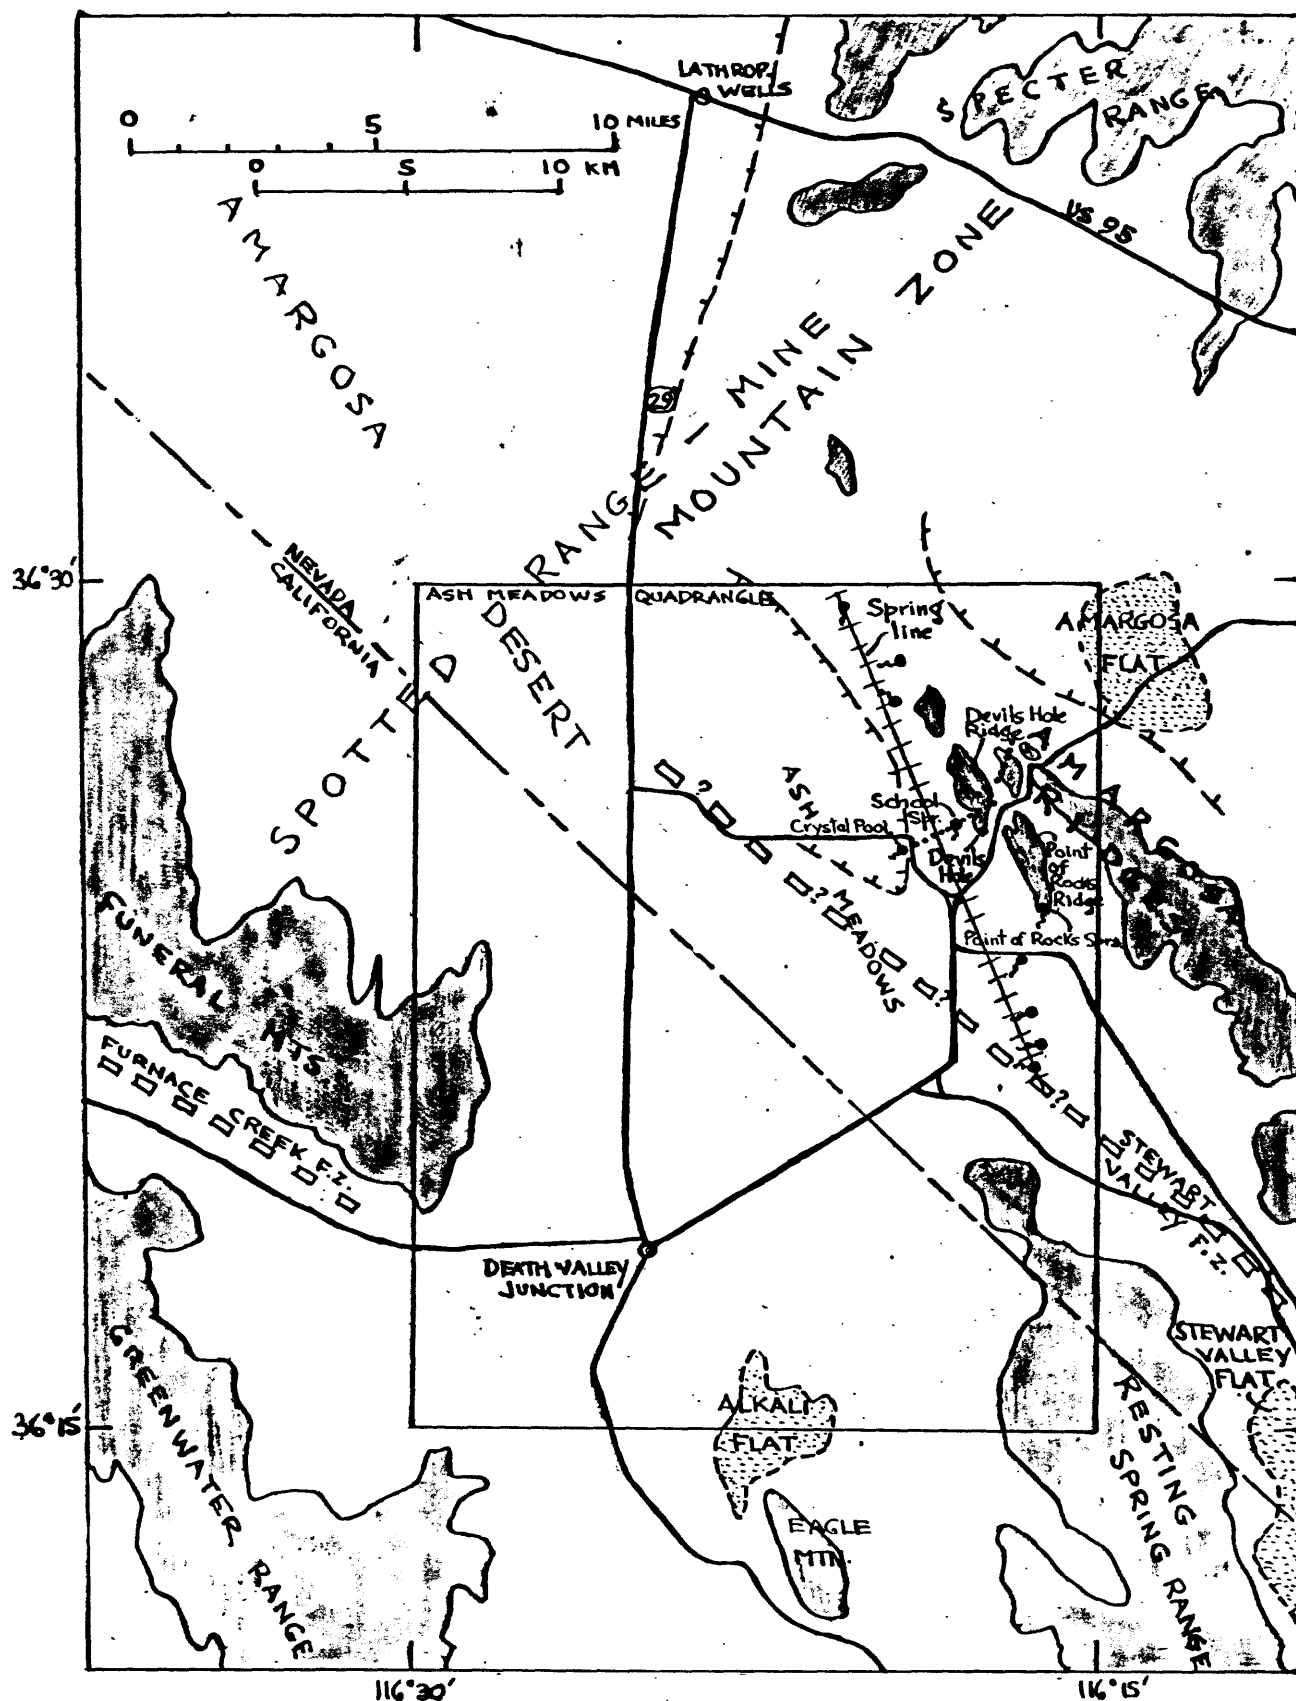 LATHROP
WELLS
SPECTER
RANGE
0 5 10 MILES
0 5 10 KM
US 95
AMARGOSA
DESERT
SPOTTED RANGE - MINE
MOUNTAIN ZONE
29
NEVADA
CALIFORNIA
36°30'
ASH MEADOWS QUADRANGLE
Spring
line
AMARGOSA
FLAT
Devils Hole
Ridge
ASH
MEADOWS
School
Spr.
Crystal Pool
Devils
Hole
Point
of
Rocks
Ridge
Point of Rocks Sprs.
AMARGOSA
DESERT
?
?
?
?
FUNERAL
MTS
FURNACE CREEK F.Z.
STEWART
VALLEY F.Z.
DEATH VALLEY
JUNCTION
GREENWATER
RANGE
STEWART
VALLEY
FLAT
36°15'
ALKALI
FLAT
EAGLE
MTN.
RESTING
SPRING RANGE
116°30' 116°15'